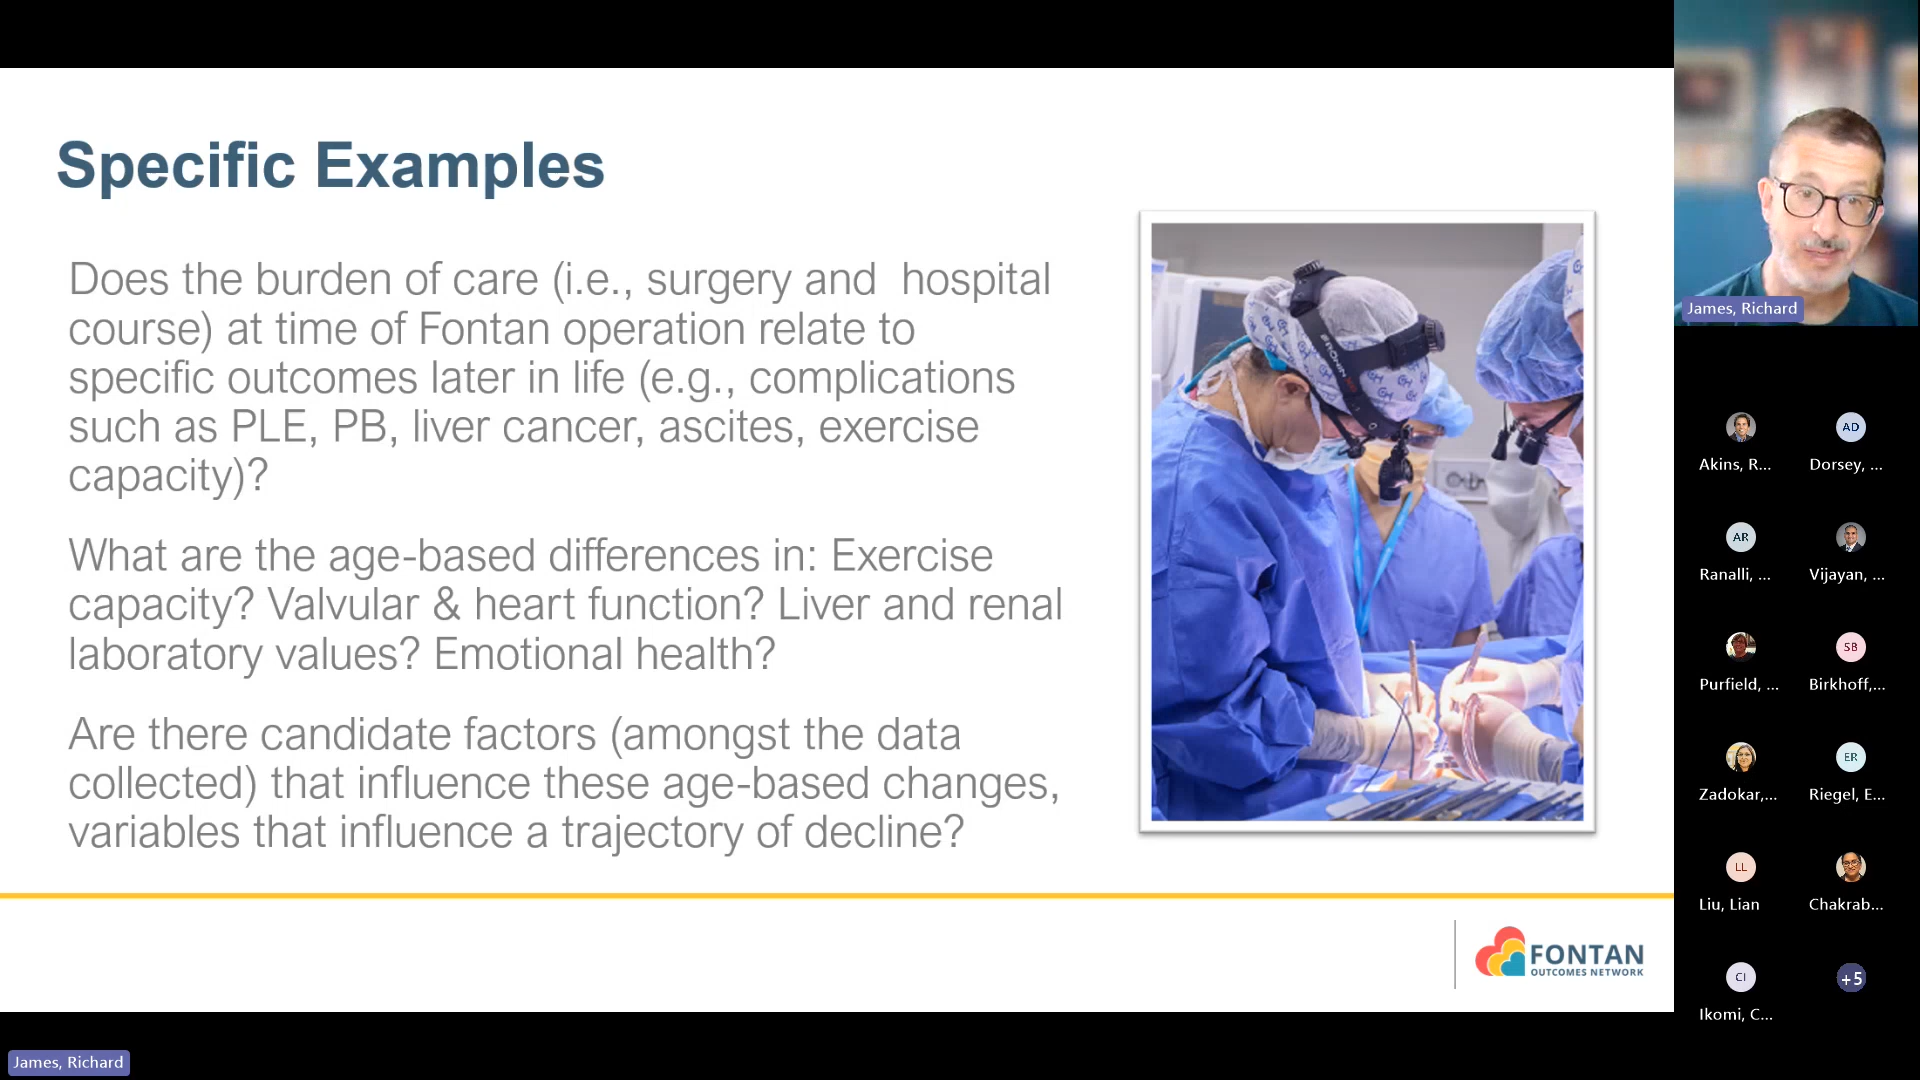 Specific Examples
Does the burden of care (i.e., surgery and  hospital
course) at time of Fontan operation relate to
specific outcomes later in life (e.g., complications
such as PLE, PB, liver cancer, ascites, exercise
capacity)?
What are the age-based differences in: Exercise
capacity? Valvular & heart function? Liver and renal
laboratory values? Emotional health?
Are there candidate factors (amongst the data
collected) that influence these age-based changes,
variables that influence a trajectory of decline?
FONTAN
OUTCOMES NETWORK
James, Richard
James, Richard
AD
Akins, R...
Dorsey, ...
AR
Ranalli, ...
Vijayan, ...
SB
Purfield, ...
Birkhoff,...
ER
Zadokar,...
Riegel, E...
LL
Liu, Lian
Chakrab...
CI
+5
Ikomi, C...